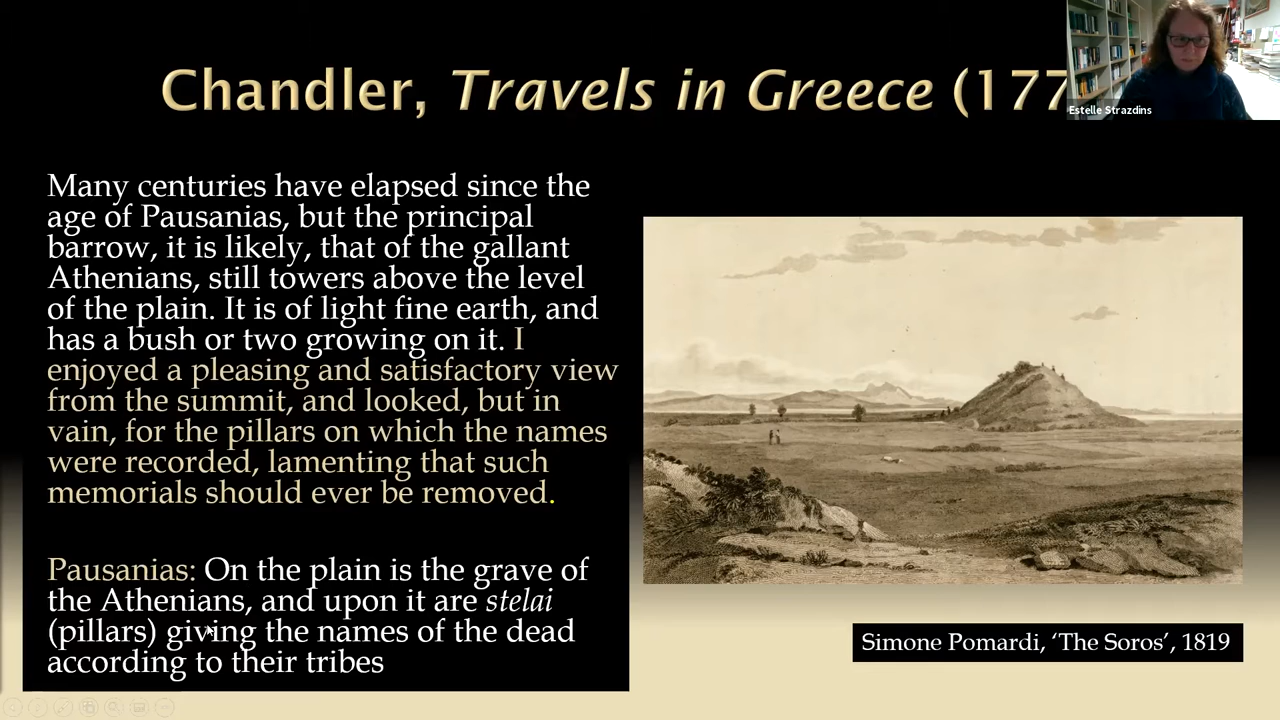 Chandler, Travels in Greece (177
Estelle Strazdins
Many centuries have elapsed since the
age of Pausanias, but the principal
barrow, it is likely, that of the gallant
Athenians, still towers above the level
of the plain. It is of light fine earth, and
has a bush or two growing on it. I
enjoyed a pleasing and satisfactory view
from the summit, and looked, but in
vain, for the pillars on which the names
were recorded, lamenting that such
memorials should ever be removed.
Pausanias: On the plain is the grave of
the Athenians, and upon it are stelai
(pillars) giving the names of the dead
according to their tribes
Simone Pomardi, ‘The Soros’, 1819